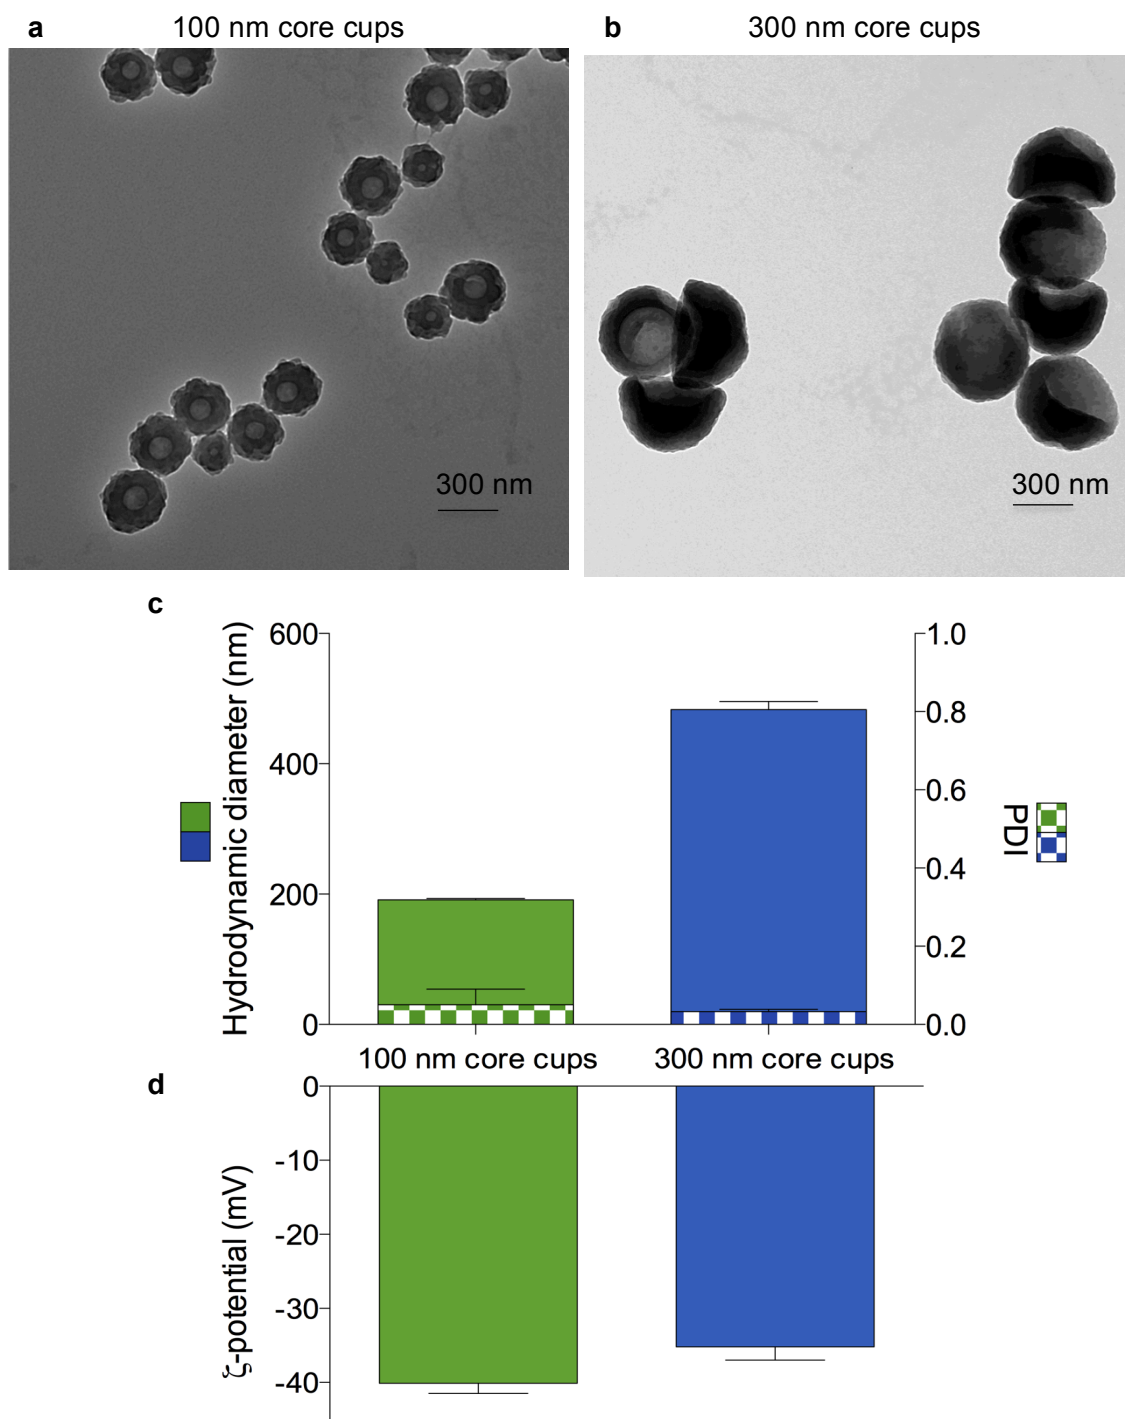 a 100 nm core cups
b 300 nm core cups
300 nm
300 nm
c
Hydrodynamic diameter (nm)
600
400
200
0
1.0
0.8
0.6
0.4
0.2
0.0
PDI
100 nm core cups
300 nm core cups
d
ζ-potential (mV)
0
-10
-20
-30
-40